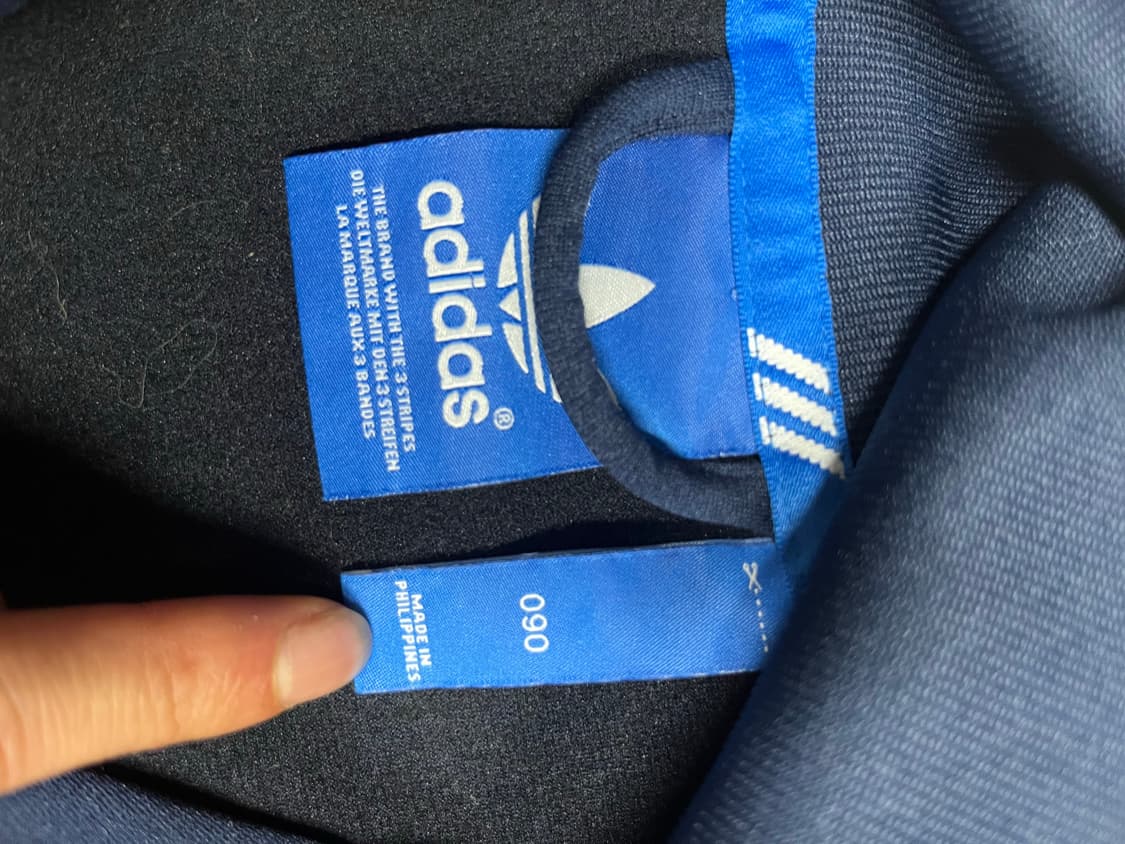 adidas®
THE BRAND WITH THE 3 STRIPES
DIE WELTMARKE MIT DEN 3 STREIFEN
LA MARQUE AUX 3 BANDES
060
MADE IN
PHILIPPINES